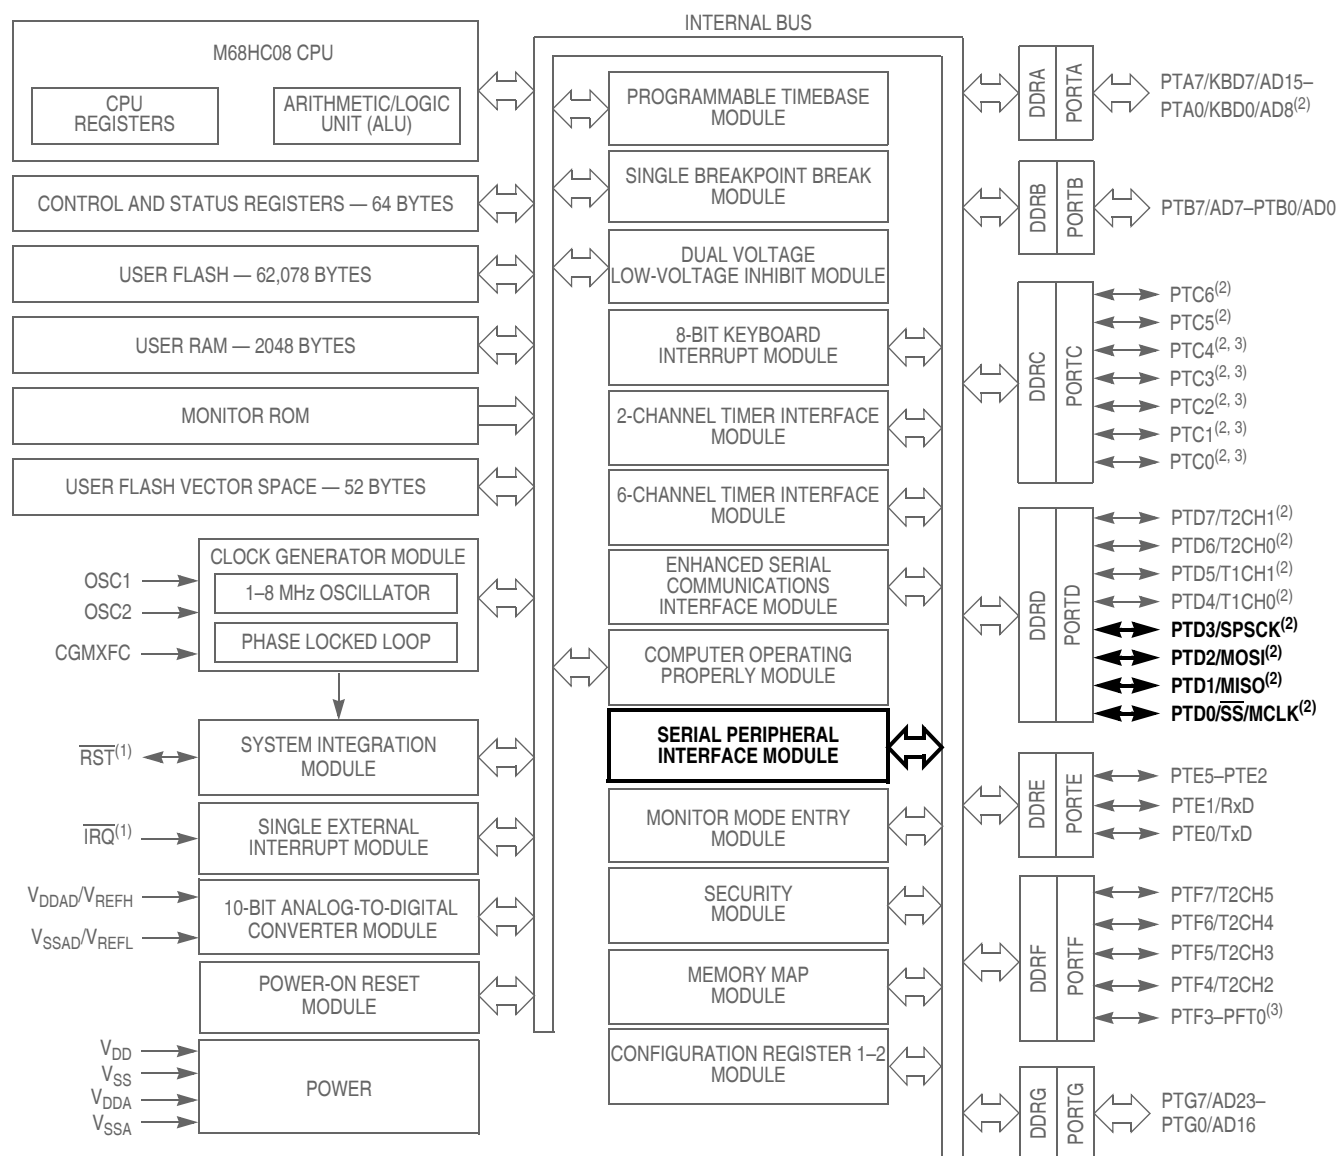 INTERNAL BUS
M68HC08 CPU
CPU
REGISTERS
ARITHMETIC/LOGIC
UNIT (ALU)
CONTROL AND STATUS REGISTERS — 64 BYTES
USER FLASH — 62,078 BYTES
USER RAM — 2048 BYTES
MONITOR ROM
USER FLASH VECTOR SPACE — 52 BYTES
CLOCK GENERATOR MODULE
1–8 MHz OSCILLATOR
PHASE LOCKED LOOP
OSC1
OSC2
CGMXFC
SYSTEM INTEGRATION
MODULE
RST(1)
SINGLE EXTERNAL
INTERRUPT MODULE
IRQ(1)
10-BIT ANALOG-TO-DIGITAL
CONVERTER MODULE
VDDAD/VREFH
VSSAD/VREFL
POWER-ON RESET
MODULE
POWER
VDD
VSS
VDDA
VSSA
PROGRAMMABLE TIMEBASE
MODULE
SINGLE BREAKPOINT BREAK
MODULE
DUAL VOLTAGE
LOW-VOLTAGE INHIBIT MODULE
8-BIT KEYBOARD
INTERRUPT MODULE
2-CHANNEL TIMER INTERFACE
MODULE
6-CHANNEL TIMER INTERFACE
MODULE
ENHANCED SERIAL
COMMUNICATIONS
INTERFACE MODULE
COMPUTER OPERATING
PROPERLY MODULE
SERIAL PERIPHERAL
INTERFACE MODULE
MONITOR MODE ENTRY
MODULE
SECURITY
MODULE
MEMORY MAP
MODULE
CONFIGURATION REGISTER 1–2
MODULE
DDRA
PORTA
PTA7/KBD7/AD15–
PTA0/KBD0/AD8(2)
DDRB
PORTB
PTB7/AD7–PTB0/AD0
DDRC
PORTC
PTC6(2)
PTC5(2)
PTC4(2, 3)
PTC3(2, 3)
PTC2(2, 3)
PTC1(2, 3)
PTC0(2, 3)
DDRD
PORTD
PTD7/T2CH1(2)
PTD6/T2CH0(2)
PTD5/T1CH1(2)
PTD4/T1CH0(2)
PTD3/SPSCK(2)
PTD2/MOSI(2)
PTD1/MISO(2)
PTD0/SS/MCLK(2)
DDRE
PORTE
PTE5–PTE2
PTE1/RxD
PTE0/TxD
DDRF
PORTF
PTF7/T2CH5
PTF6/T2CH4
PTF5/T2CH3
PTF4/T2CH2
PTF3–PFT0(3)
DDRG
PORTG
PTG7/AD23–
PTG0/AD16